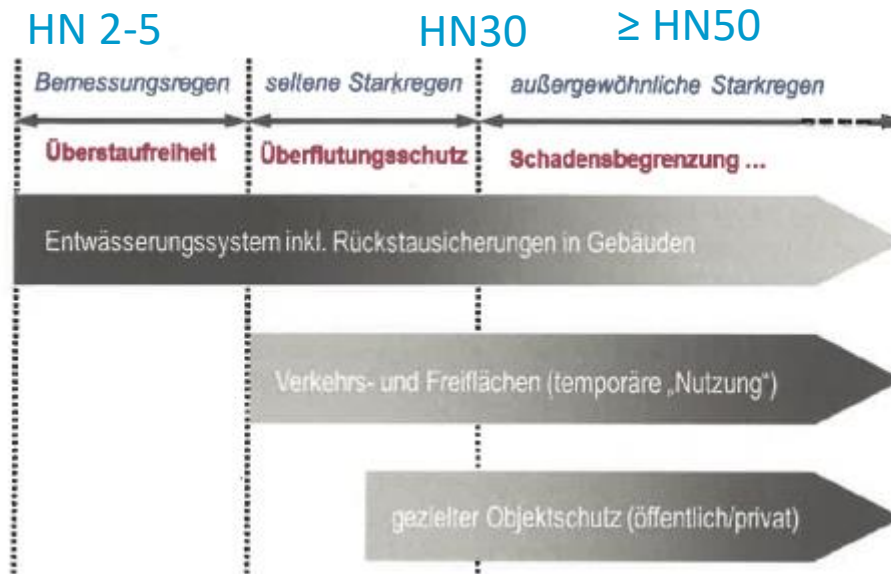 HN 2-5 HN30 ≥ HN50
Bemessungsregen seltene Starkregen außergewöhnliche Starkregen
Überstaufreiheit Überflutungsschutz Schadensbegrenzung ...
Entwässerungssystem inkl. Rückstausicherungen in Gebäuden
Verkehrs- und Freiflächen (temporäre „Nutzung“)
gezielter Objektschutz (öffentlich/privat)